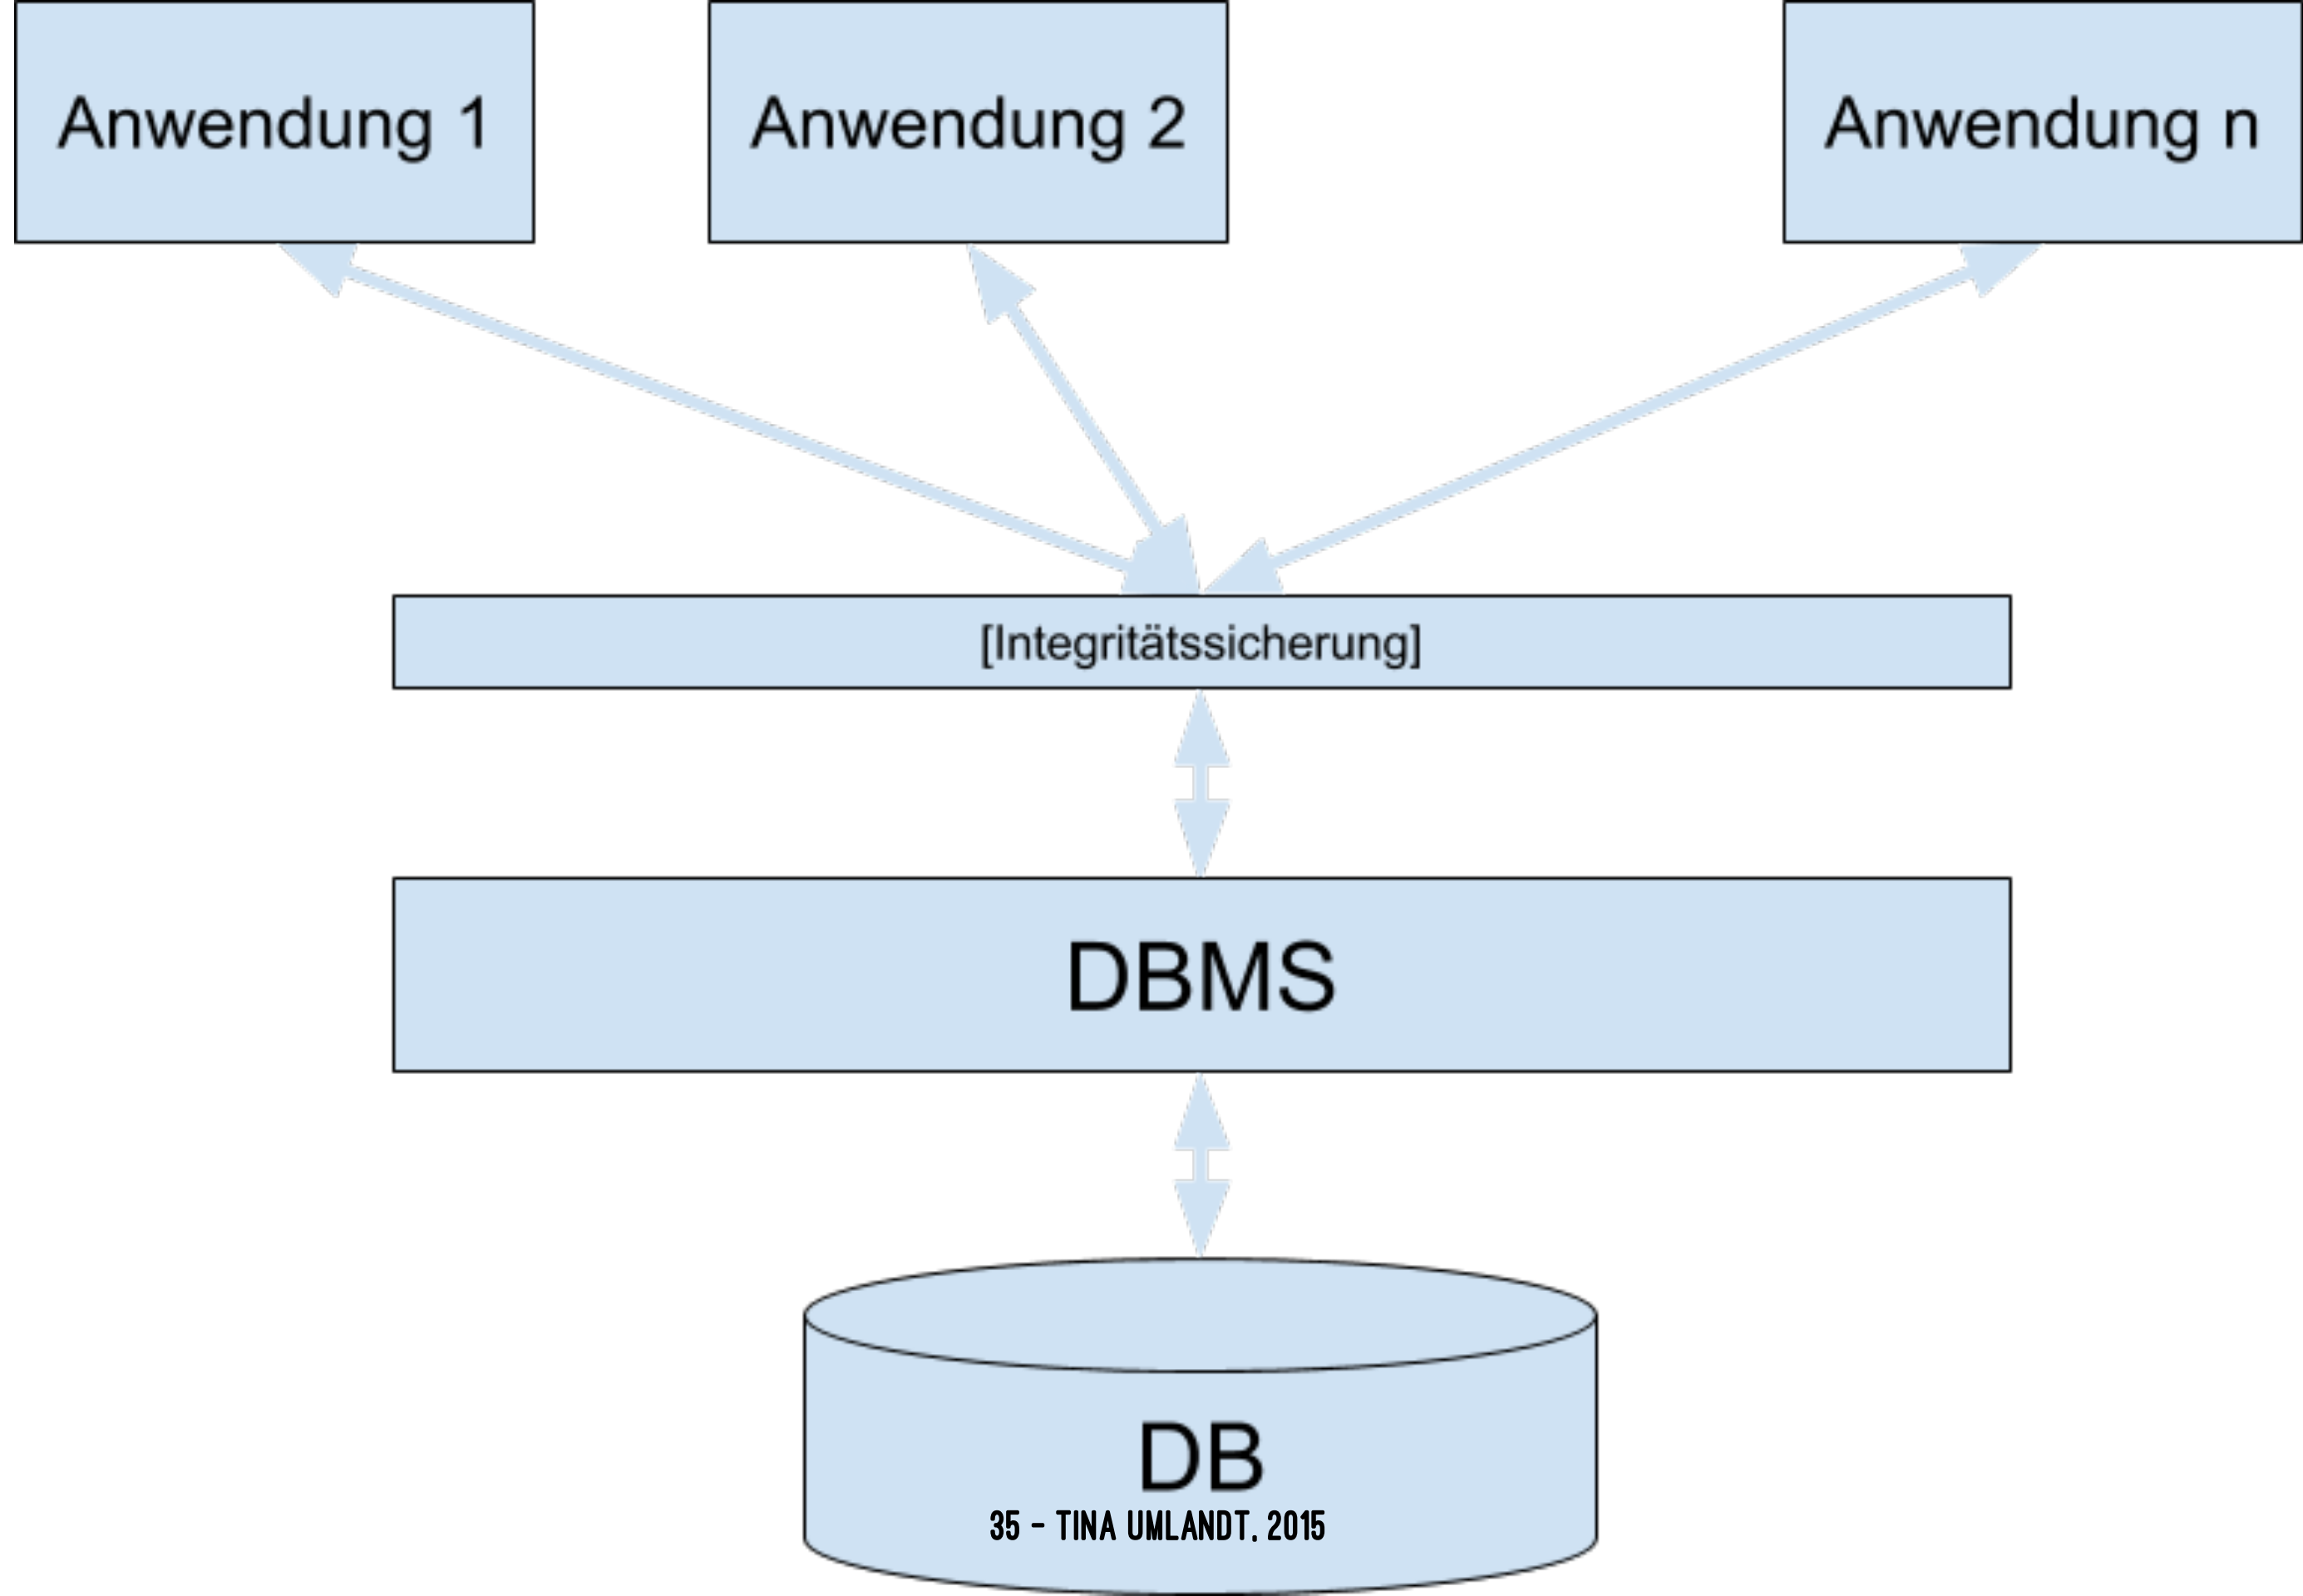 Anwendung 1
Anwendung 2
Anwendung n
[Integritätssicherung]
DBMS
DB
35 - TINA UMLANDT, 2015